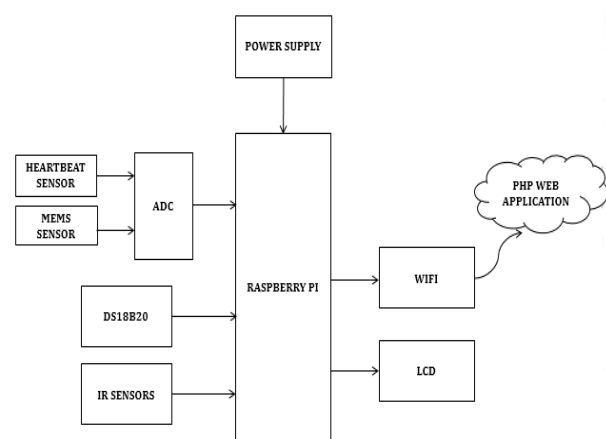 POWER SUPPLY
HEARTBEAT
SENSOR
MEMS
SENSOR
ADC
PHP WEB
APPLICATION
RASPBERRY PI
WIFI
DS18B20
LCD
IR SENSORS